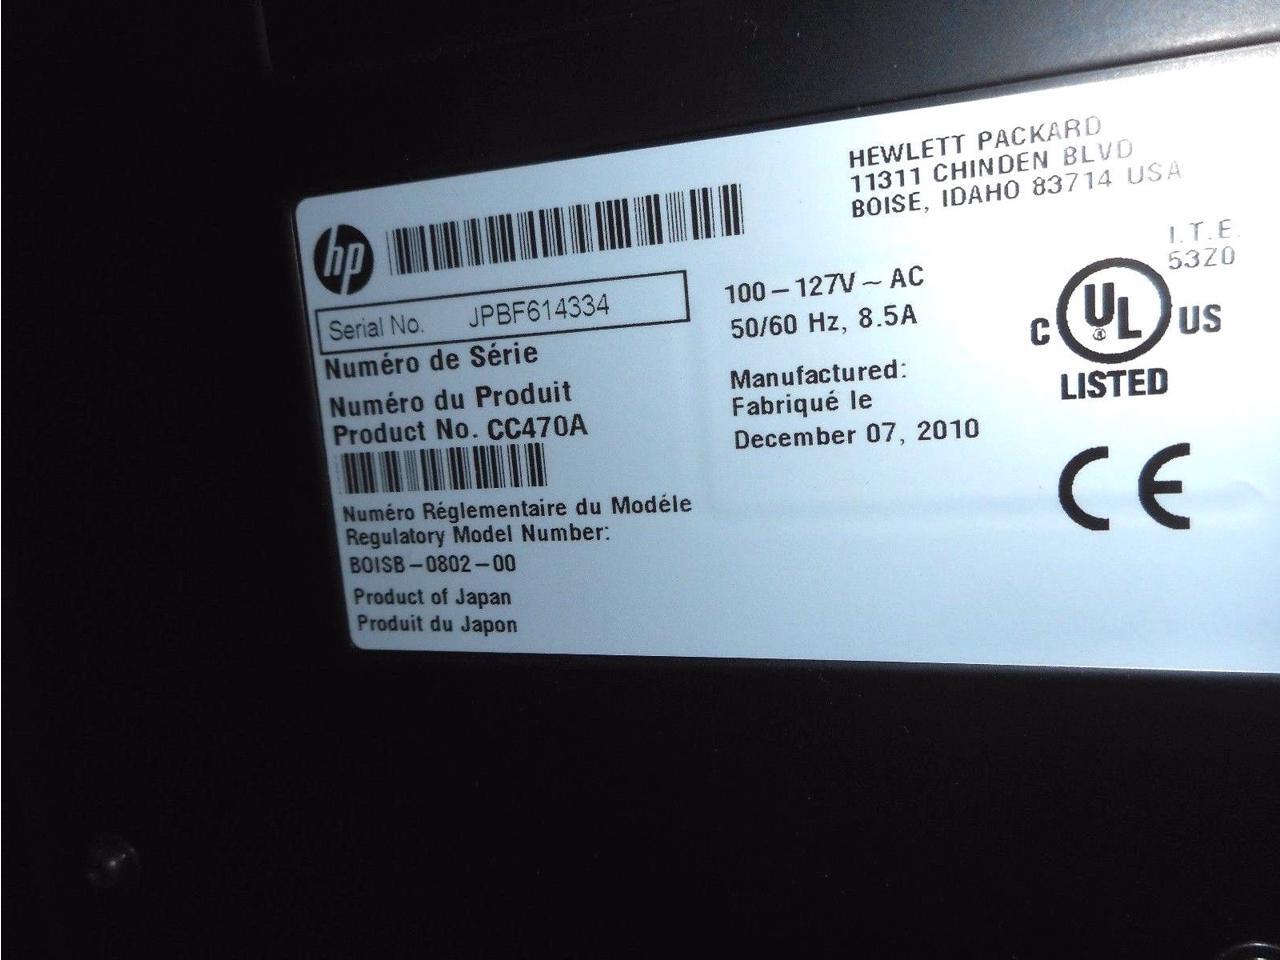 HEWLETT PACKARD
11311 CHINDEN BLVD
BOISE, IDAHO 83714 USA
hp
Serial No. JPBF614334
Numéro de Série
Numéro du Produit
Product No. CC470A
Numéro Réglementaire du Modéle
Regulatory Model Number:
BOISB-0802-00
Product of Japan
Produit du Japon
100-127V ~ AC
50/60 Hz, 8.5A
Manufactured:
Fabriqué le
December 07, 2010
I.T.E.
53Z0
C UL ® US
LISTED
CE